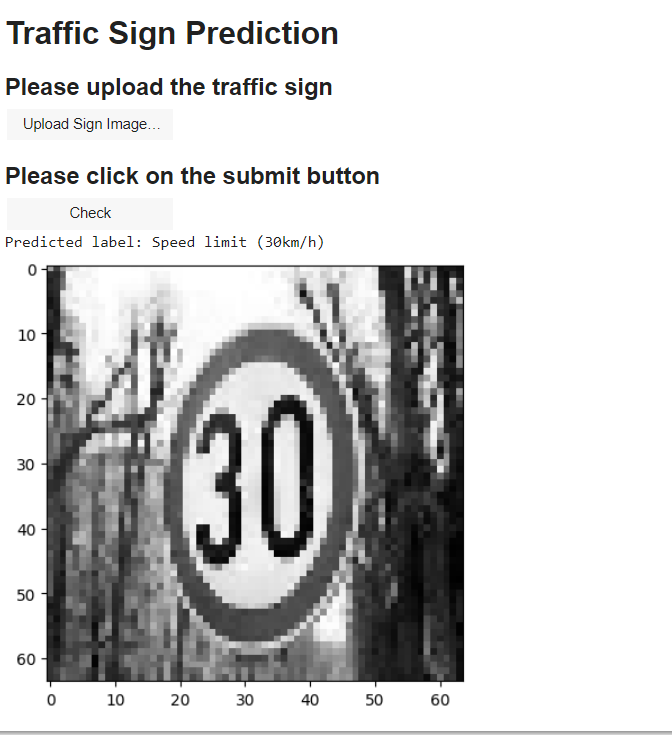 Traffic Sign Prediction
Please upload the traffic sign
Upload Sign Image...
Please click on the submit button
Check
Predicted label: Speed limit (30km/h)
0
10
20
30
30
40
50
60
0 10 20 30 40 50 60